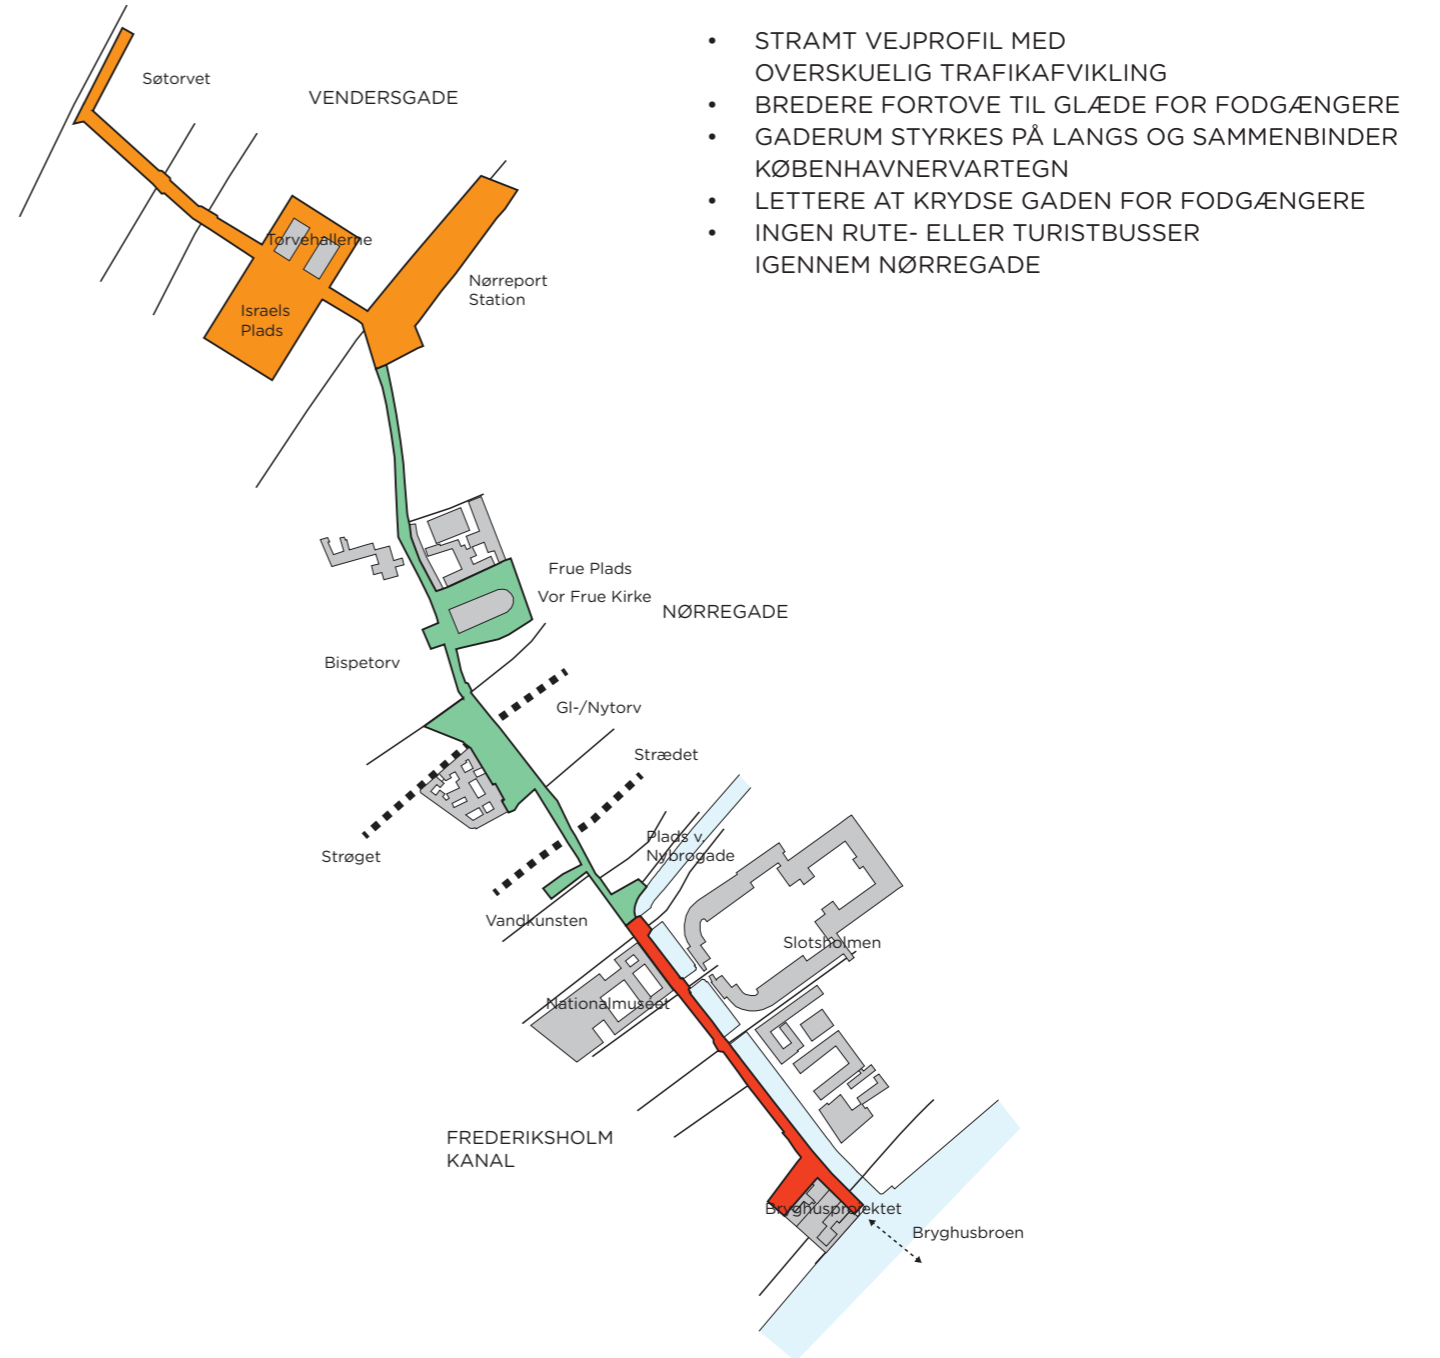 • STRAMT VEJPROFIL MED
OVERSKUELIG TRAFIKAFVIKLING
• BREDERE FORTOVE TIL GLÆDE FOR FODGÆNGERE
• GADERUM STYRKES PÅ LANGS OG SAMMENBINDER
KØBENHAVNERVARTEGN
• LETTERE AT KRYDSE GADEN FOR FODGÆNGERE
• INGEN RUTE- ELLER TURISTBUSSER
IGENNEM NØRREGADE
Søtorvet
VENDERSGADE
Torvehallerne
Nørreport
Station
Israels
Plads
Frue Plads
Vor Frue Kirke
NØRREGADE
Bispetorv
Gl-/Nytorv
Strædet
Plads v.
Nybrogade
Strøget
Vandkunsten
Slotsholmen
Nationalmuseet
FREDERIKSHOLM
KANAL
Bryghusprojektet
Bryghusbroen